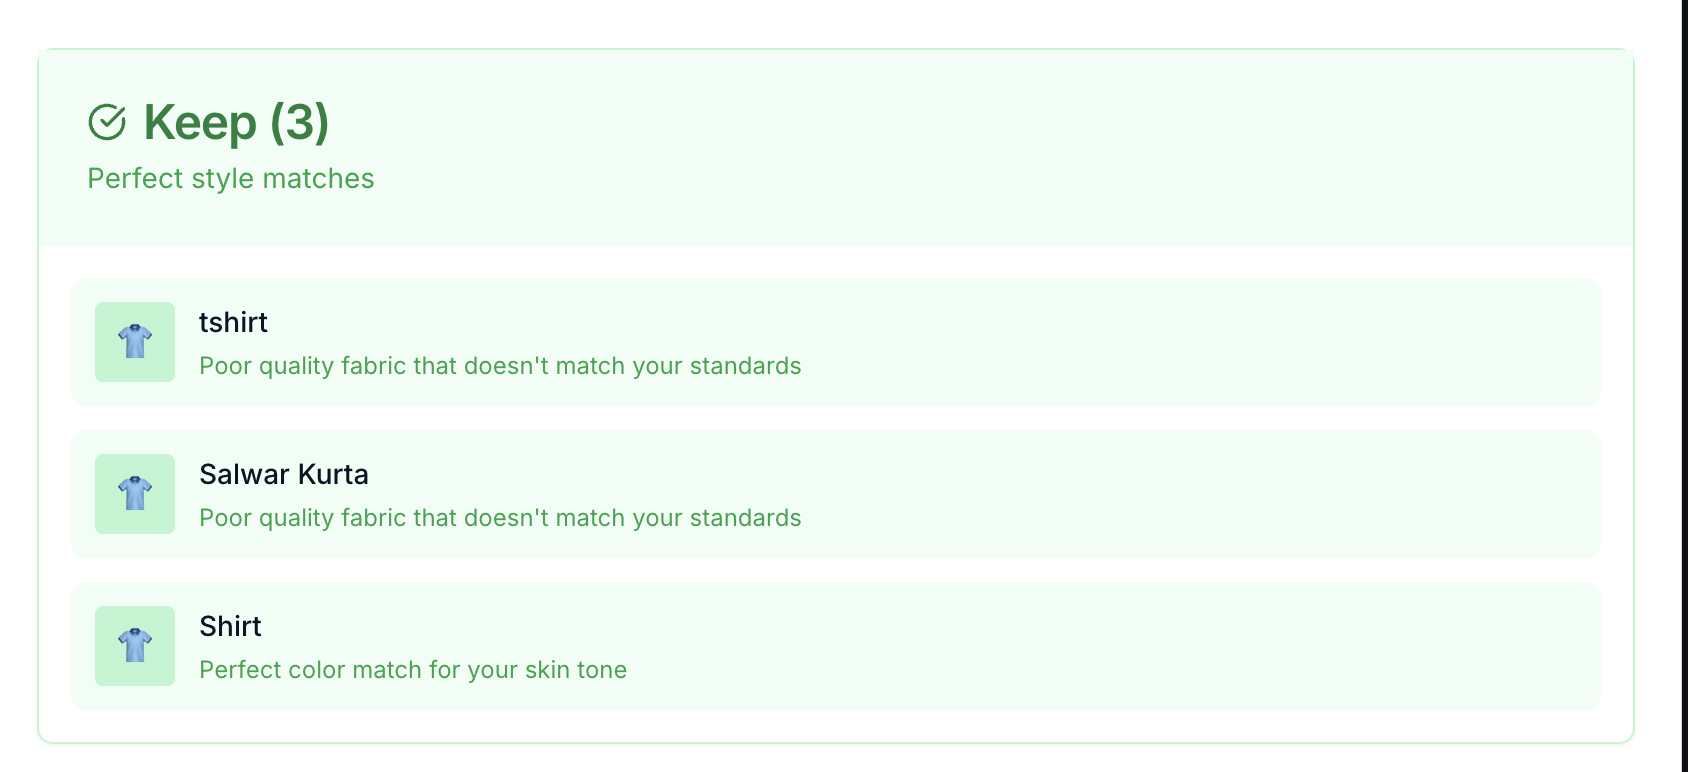 Keep (3)
Perfect style matches
tshirt
Poor quality fabric that doesn't match your standards
Salwar Kurta
Poor quality fabric that doesn't match your standards
Shirt
Perfect color match for your skin tone